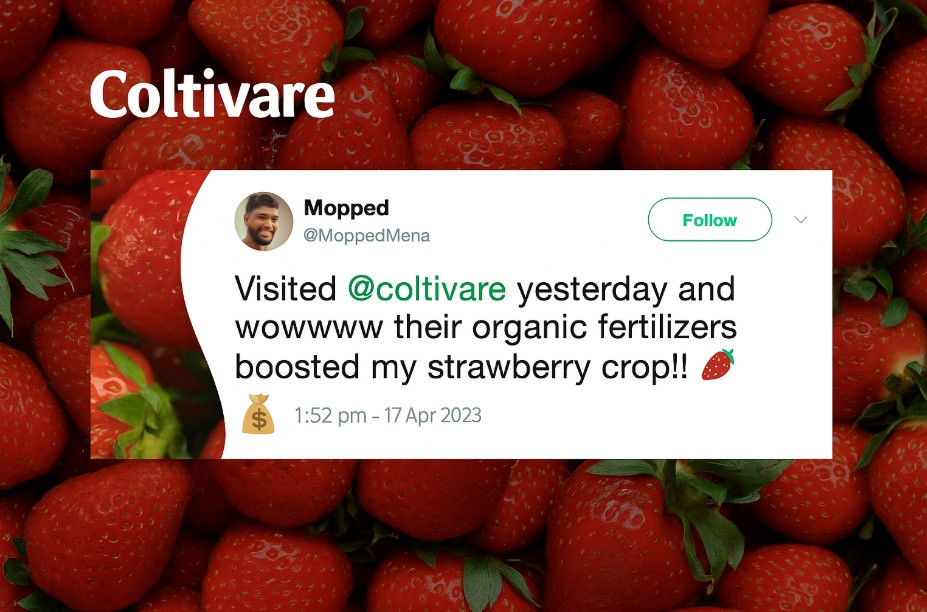 Coltivare
Mopped
@MoppedMena
Follow
Visited @coltivare yesterday and
wowwww their organic fertilizers
boosted my strawberry crop!! 🍓
💰 1:52 pm – 17 Apr 2023